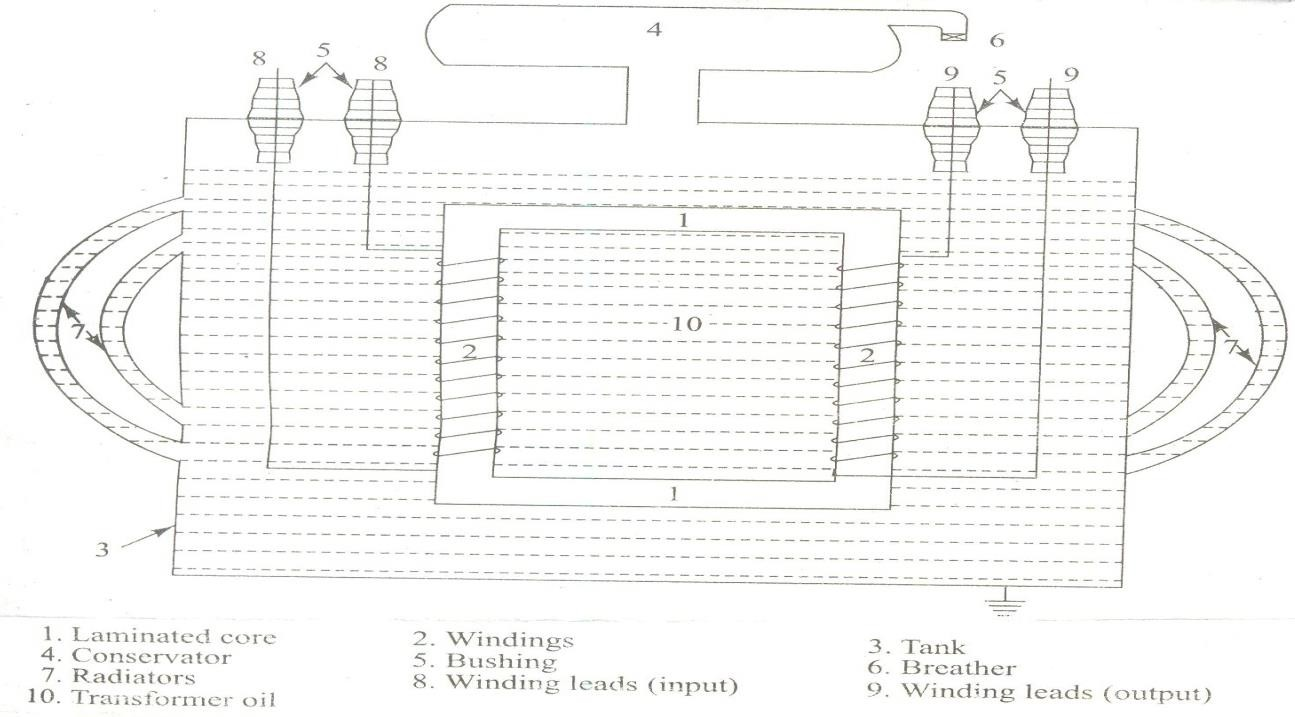 4
6
8 5 8
9 5 9
1
7
10
2
2
7
1
3
1. Laminated core 2. Windings 3. Tank
4. Conservator 5. Bushing 6. Breather
7. Radiators 8. Winding leads (input) 9. Winding leads (output)
10. Transformer oil